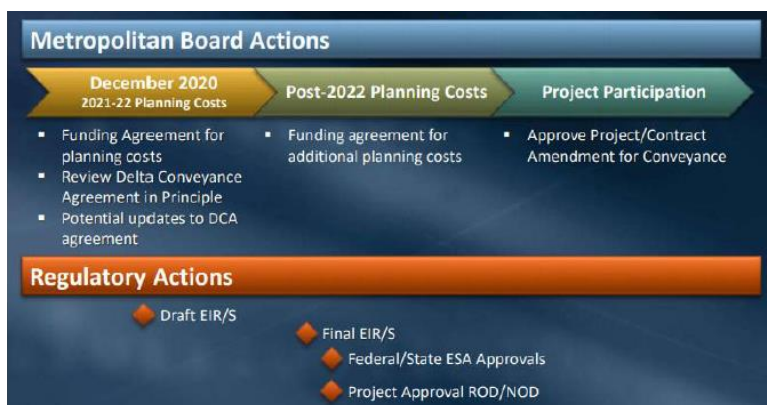 Metropolitan Board Actions
December 2020
2021-22 Planning Costs
Post-2022 Planning Costs
Project Participation
▪ Funding Agreement for
planning costs
▪ Review Delta Conveyance
Agreement in Principle
▪ Potential updates to DCA
agreement
▪ Funding agreement for
additional planning costs
▪ Approve Project/Contract
Amendment for Conveyance
Regulatory Actions
Draft EIR/S
Final EIR/S
Federal/State ESA Approvals
Project Approval ROD/NOD